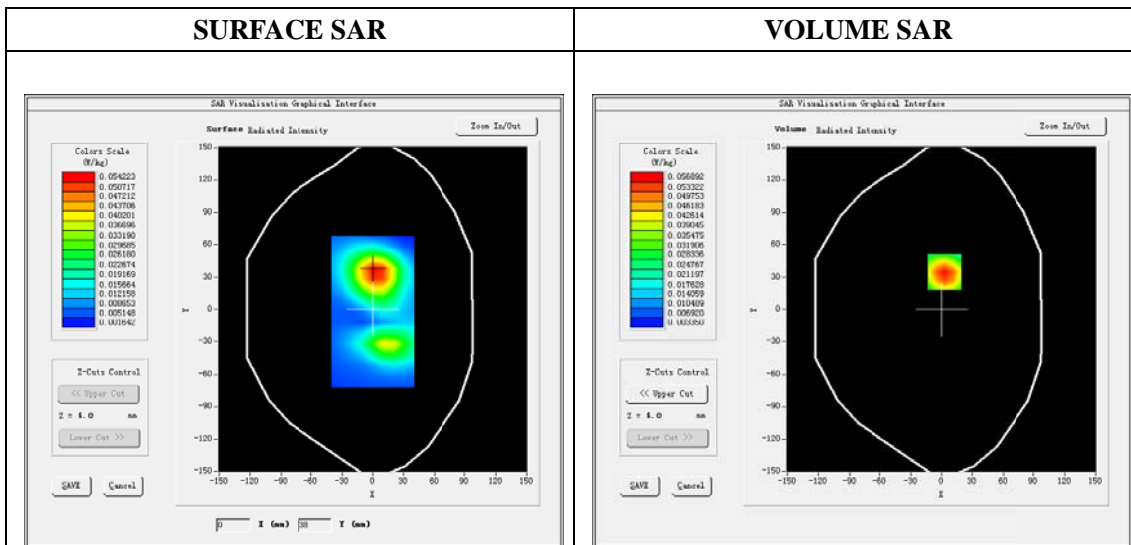 SURFACE SAR
VOLUME SAR
SAR Visualisation Graphical Interface
Surface Radiated Intensity
Zoom In/Out
Colors Scale
(W/kg)
0.054223
0.050717
0.047212
0.043706
0.040201
0.036696
0.033190
0.029685
0.026180
0.022674
0.019169
0.015664
0.012158
0.008653
0.005148
0.001642
150
120
90
60
30
0
-30
-60
-90
-120
-150
Y
-150 -120 -90 -60 -30 0 30 60 90 120 150
X
Z-Cuts Control
<< Upper Cut
Z = 4.0 mm
Lower Cut >>
SAVE
Cancel
0 X (mm) 38 Y (mm)
SAR Visualisation Graphical Interface
Volume Radiated Intensity
Zoom In/Out
Colors Scale
(W/kg)
0.056892
0.053322
0.049753
0.046183
0.042614
0.039045
0.035475
0.031906
0.028336
0.024767
0.021197
0.017628
0.014059
0.010489
0.006920
0.003350
150
120
90
60
30
0
-30
-60
-90
-120
-150
Y
-150 -120 -90 -60 -30 0 30 60 90 120 150
X
Z-Cuts Control
<< Upper Cut
Z = 4.0 mm
Lower Cut >>
SAVE
Cancel